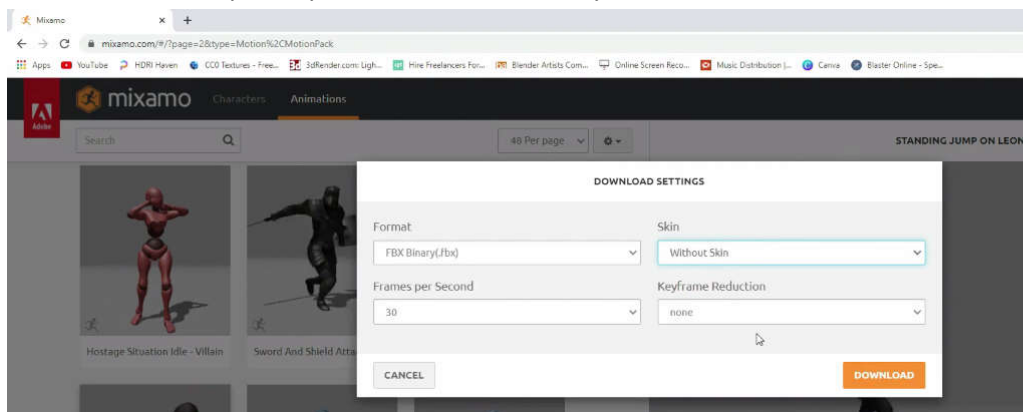 Mixamo
mixamo.com/#/?page=2&type=Motion%2CMotionPack
Apps YouTube HDRI Haven CC0 Textures - Free... 3dRender.com: Ligh... Hire Freelancers For... Blender Artists Com... Online Screen Reco... Music Distribution |... Canva Blaster Online - Spe...
Adobe
mixamo Characters Animations
Search 48 Per page STANDING JUMP ON LEON
DOWNLOAD SETTINGS
Format Skin
FBX Binary(.fbx) Without Skin
Frames per Second Keyframe Reduction
30 none
Hostage Situation Idle - Villain Sword And Shield Atta
CANCEL DOWNLOAD